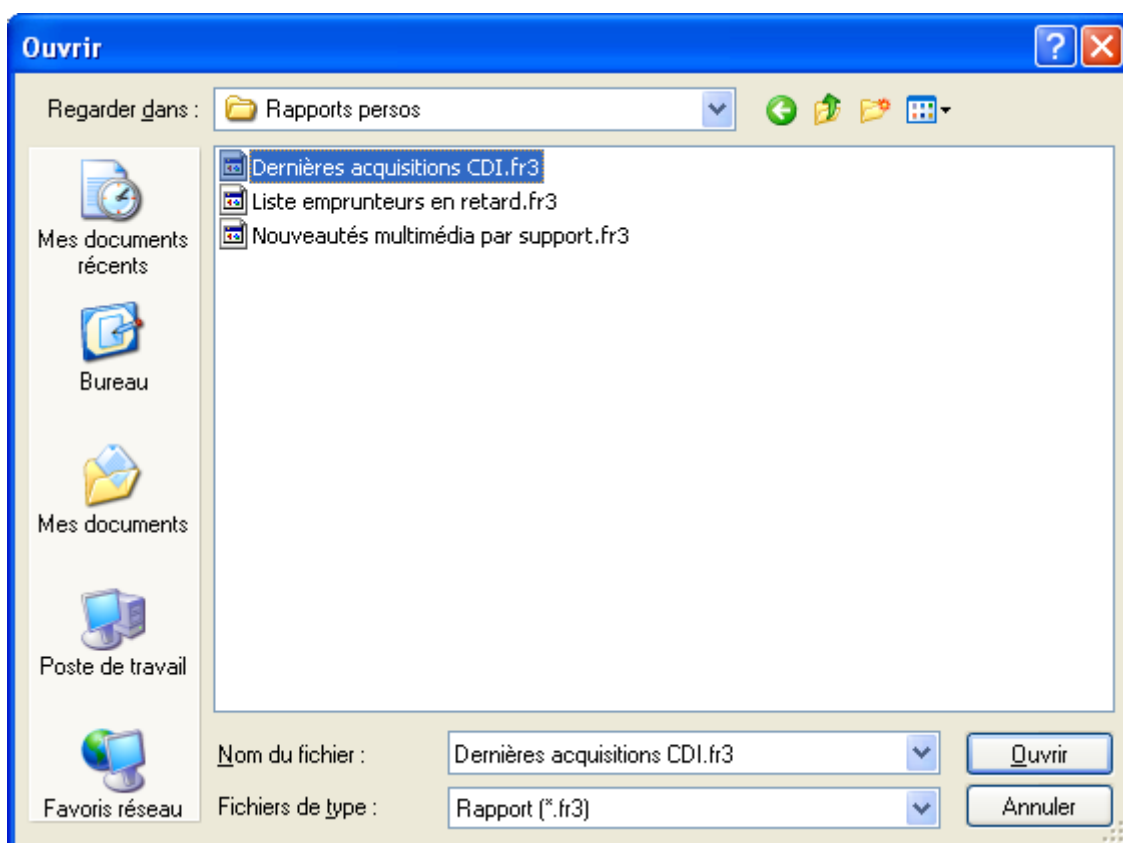 Ouvrir
Regarder dans :
Rapports persos
Dernières acquisitions CDI.fr3
Liste emprunteurs en retard.fr3
Nouveautés multimédia par support.fr3
Mes documents
récents
Bureau
Mes documents
Poste de travail
Favoris réseau
Nom du fichier :
Dernières acquisitions CDI.fr3
Ouvrir
Fichiers de type :
Rapport (*.fr3)
Annuler